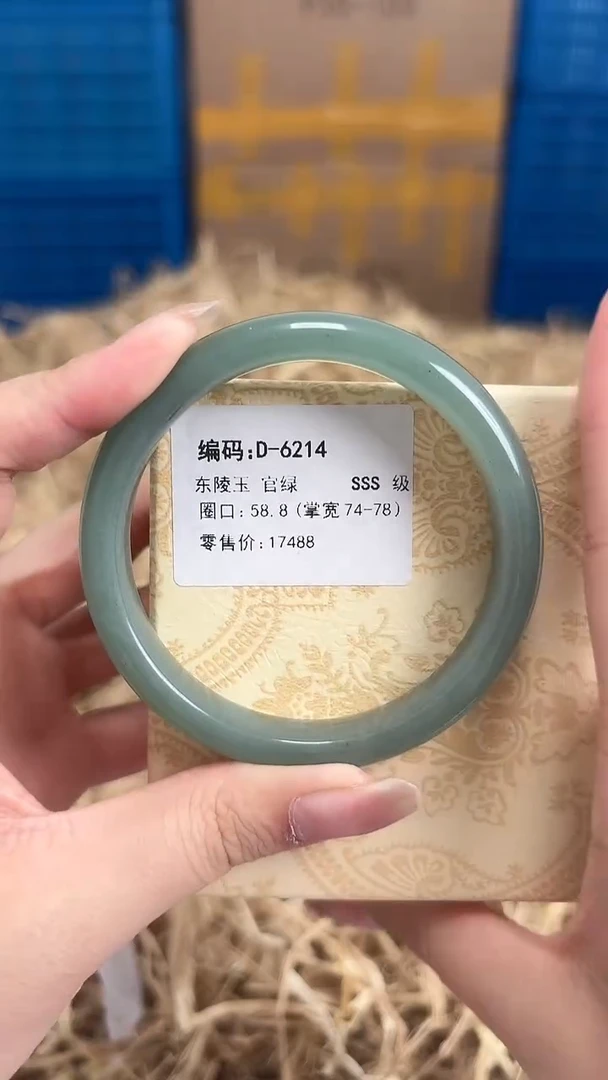 编码:D-6214
东陵玉 官绿 SSS 级
圈口: 58.8 (掌宽 74-78)
零售价: 17488